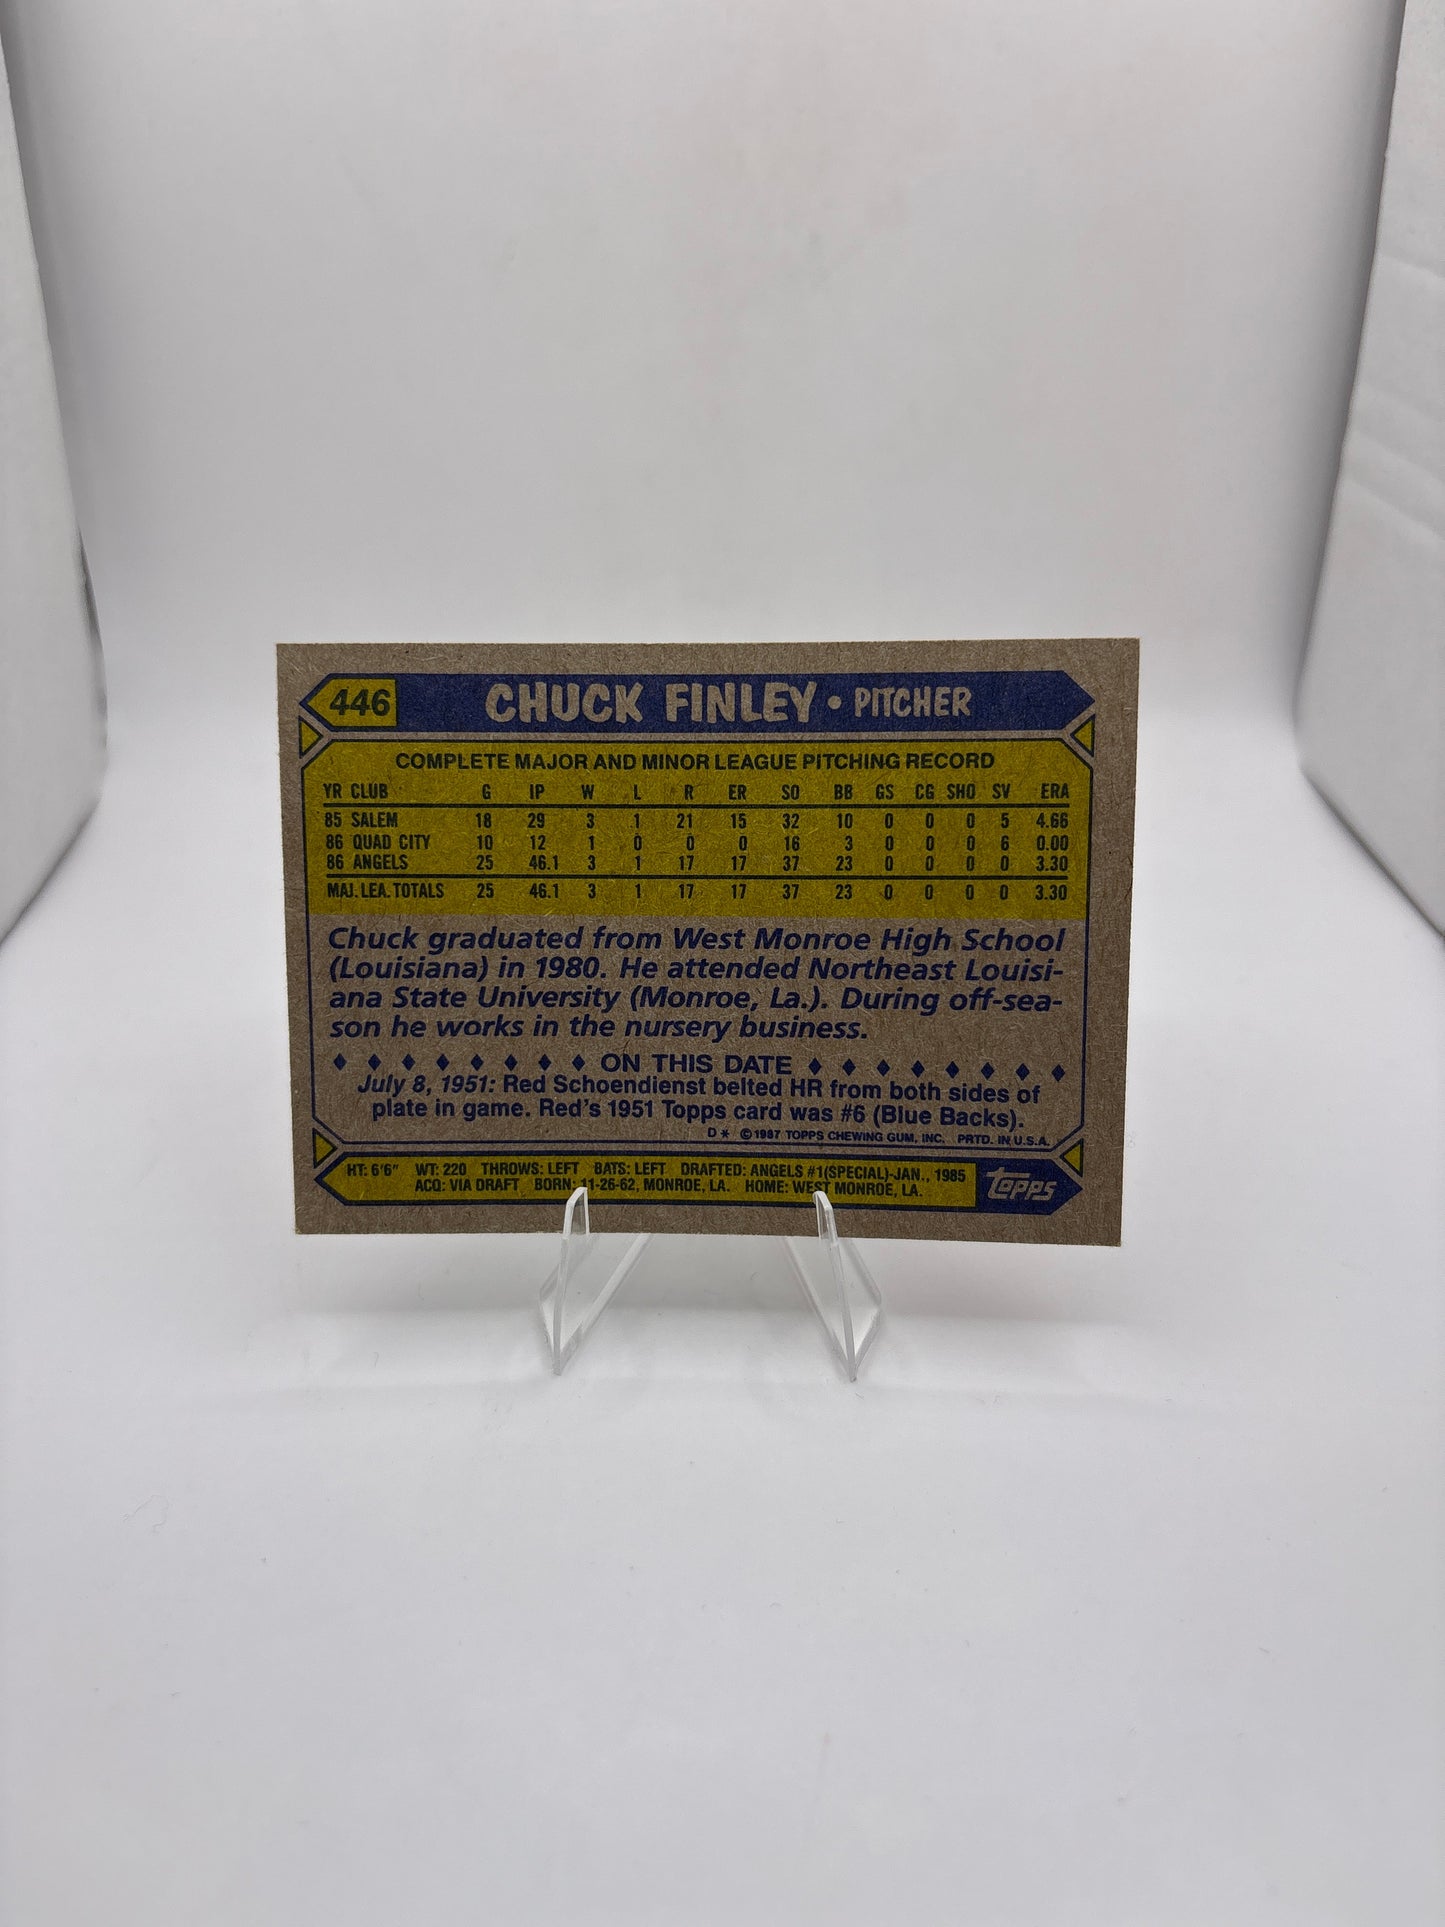 446 CHUCK FINLEY • PITCHER
COMPLETE MAJOR AND MINOR LEAGUE PITCHING RECORD
YR CLUB G IP W L R ER SO BB GS CG SHO SV ERA
85 SALEM 18 29 3 1 21 15 32 10 0 0 0 5 4.66
86 QUAD CITY 10 12 1 0 0 0 16 3 0 0 0 6 0.00
86 ANGELS 25 46.1 3 1 17 17 37 23 0 0 0 0 3.30
MAJ. LEA. TOTALS 25 46.1 3 1 17 17 37 23 0 0 0 0 3.30
Chuck graduated from West Monroe High School
(Louisiana) in 1980. He attended Northeast Louisi-
ana State University (Monroe, La.). During off-sea-
son he works in the nursery business.
♦ ♦ ♦ ♦ ♦ ♦ ♦ ♦ ON THIS DATE ♦ ♦ ♦ ♦ ♦ ♦ ♦ ♦
July 8, 1951: Red Schoendienst belted HR from both sides of
plate in game. Red's 1951 Topps card was #6 (Blue Backs).
D* ©1987 TOPPS CHEWING GUM, INC. PRTD. IN U.S.A.
HT: 6'6" WT: 220 THROWS: LEFT BATS: LEFT DRAFTED: ANGELS #1(SPECIAL)-JAN., 1985
ACQ: VIA DRAFT BORN: 11-26-62, MONROE, LA. HOME: WEST MONROE, LA.
topps